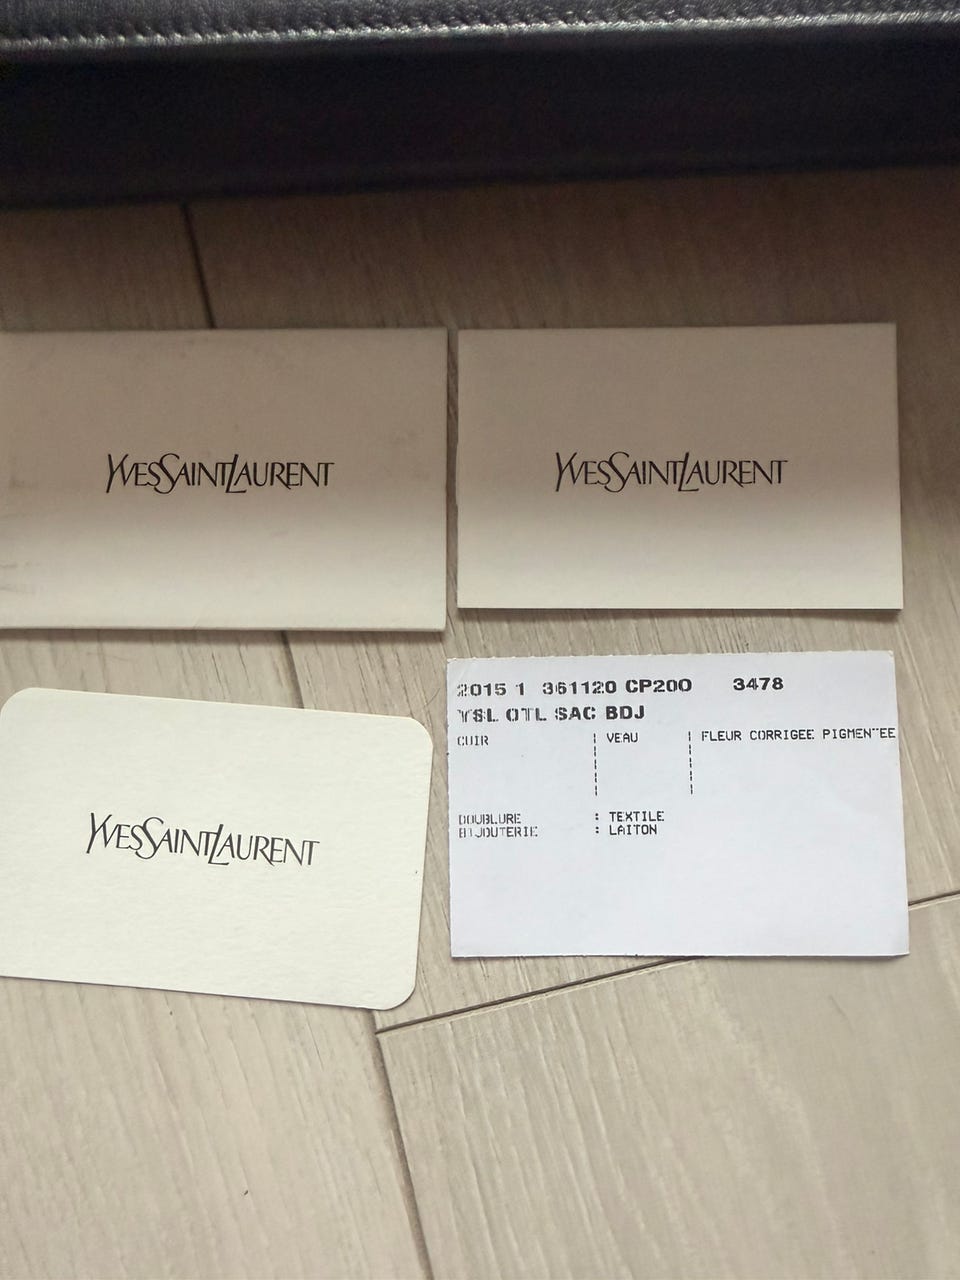 YVESSAINTLAURENT
YVESSAINTLAURENT
YVESSAINTLAURENT
2015 1 361120 CP200 3478
YSL OTL SAC BDJ
CUIR | VEAU | FLEUR CORRIGEE PIGMENTEE
DOUBLURE : TEXTILE
BIJOUTERIE : LAITON